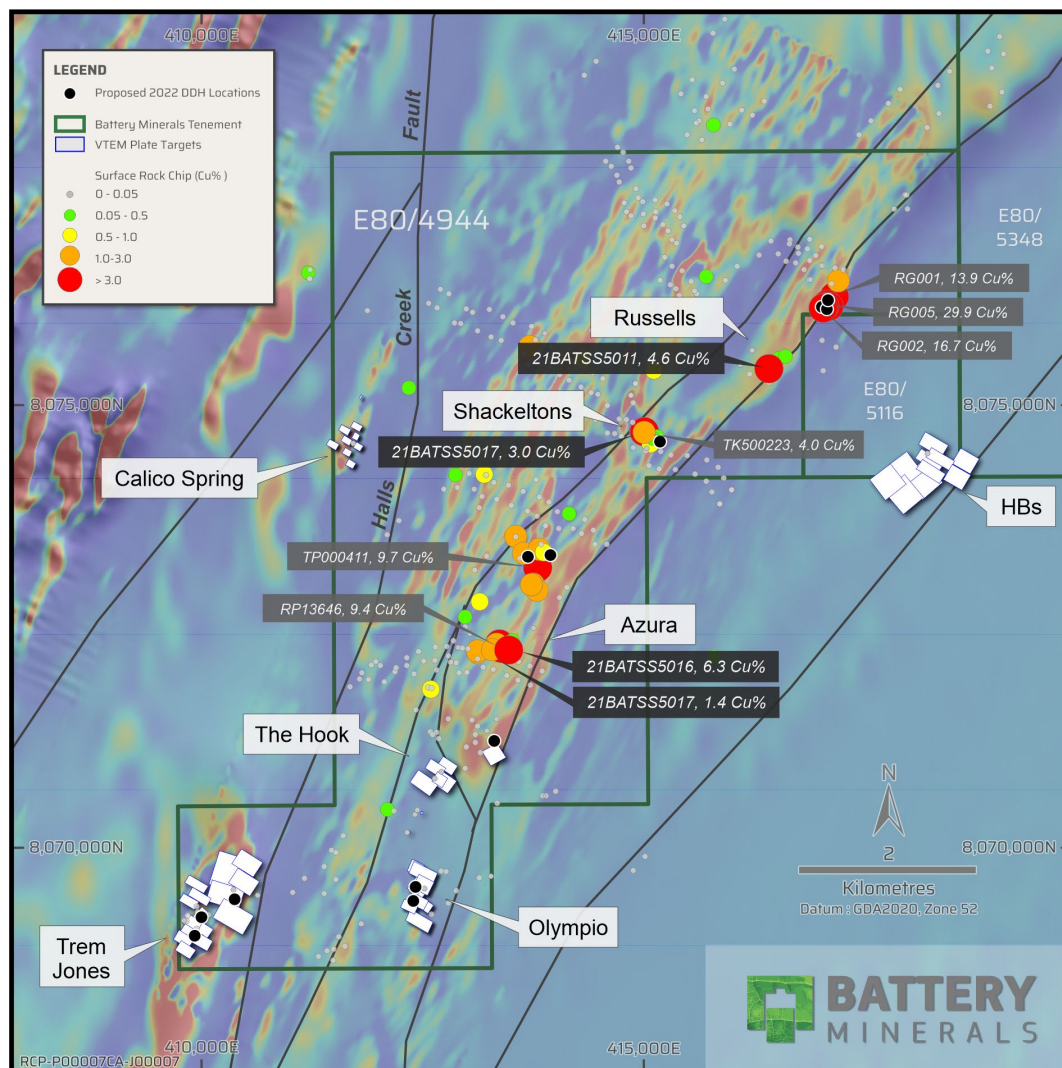 410,000E
415,000E
LEGEND
Proposed 2022 DDH Locations
Battery Minerals Tenement
VTEM Plate Targets
Surface Rock Chip (Cu% )
0 - 0.05
0.05 - 0.5
0.5 - 1.0
1.0-3.0
> 3.0
Fault
Creek
Halls
E80/4944
E80/
5348
RG001, 13.9 Cu%
RG005, 29.9 Cu%
RG002, 16.7 Cu%
Russells
21BATSS5011, 4.6 Cu%
E80/
5116
8,075,000N
8,075,000N
Shackeltons
21BATSS5017, 3.0 Cu%
TK500223, 4.0 Cu%
Calico Spring
HBs
TP000411, 9.7 Cu%
RP13646, 9.4 Cu%
Azura
21BATSS5016, 6.3 Cu%
21BATSS5017, 1.4 Cu%
The Hook
N
8,070,000N
8,070,000N
2
Kilometres
Datum : GDA2020, Zone 52
Olympio
Trem
Jones
BATTERY
MINERALS
410,000E
415,000E
RCP-P00007CA-J00007